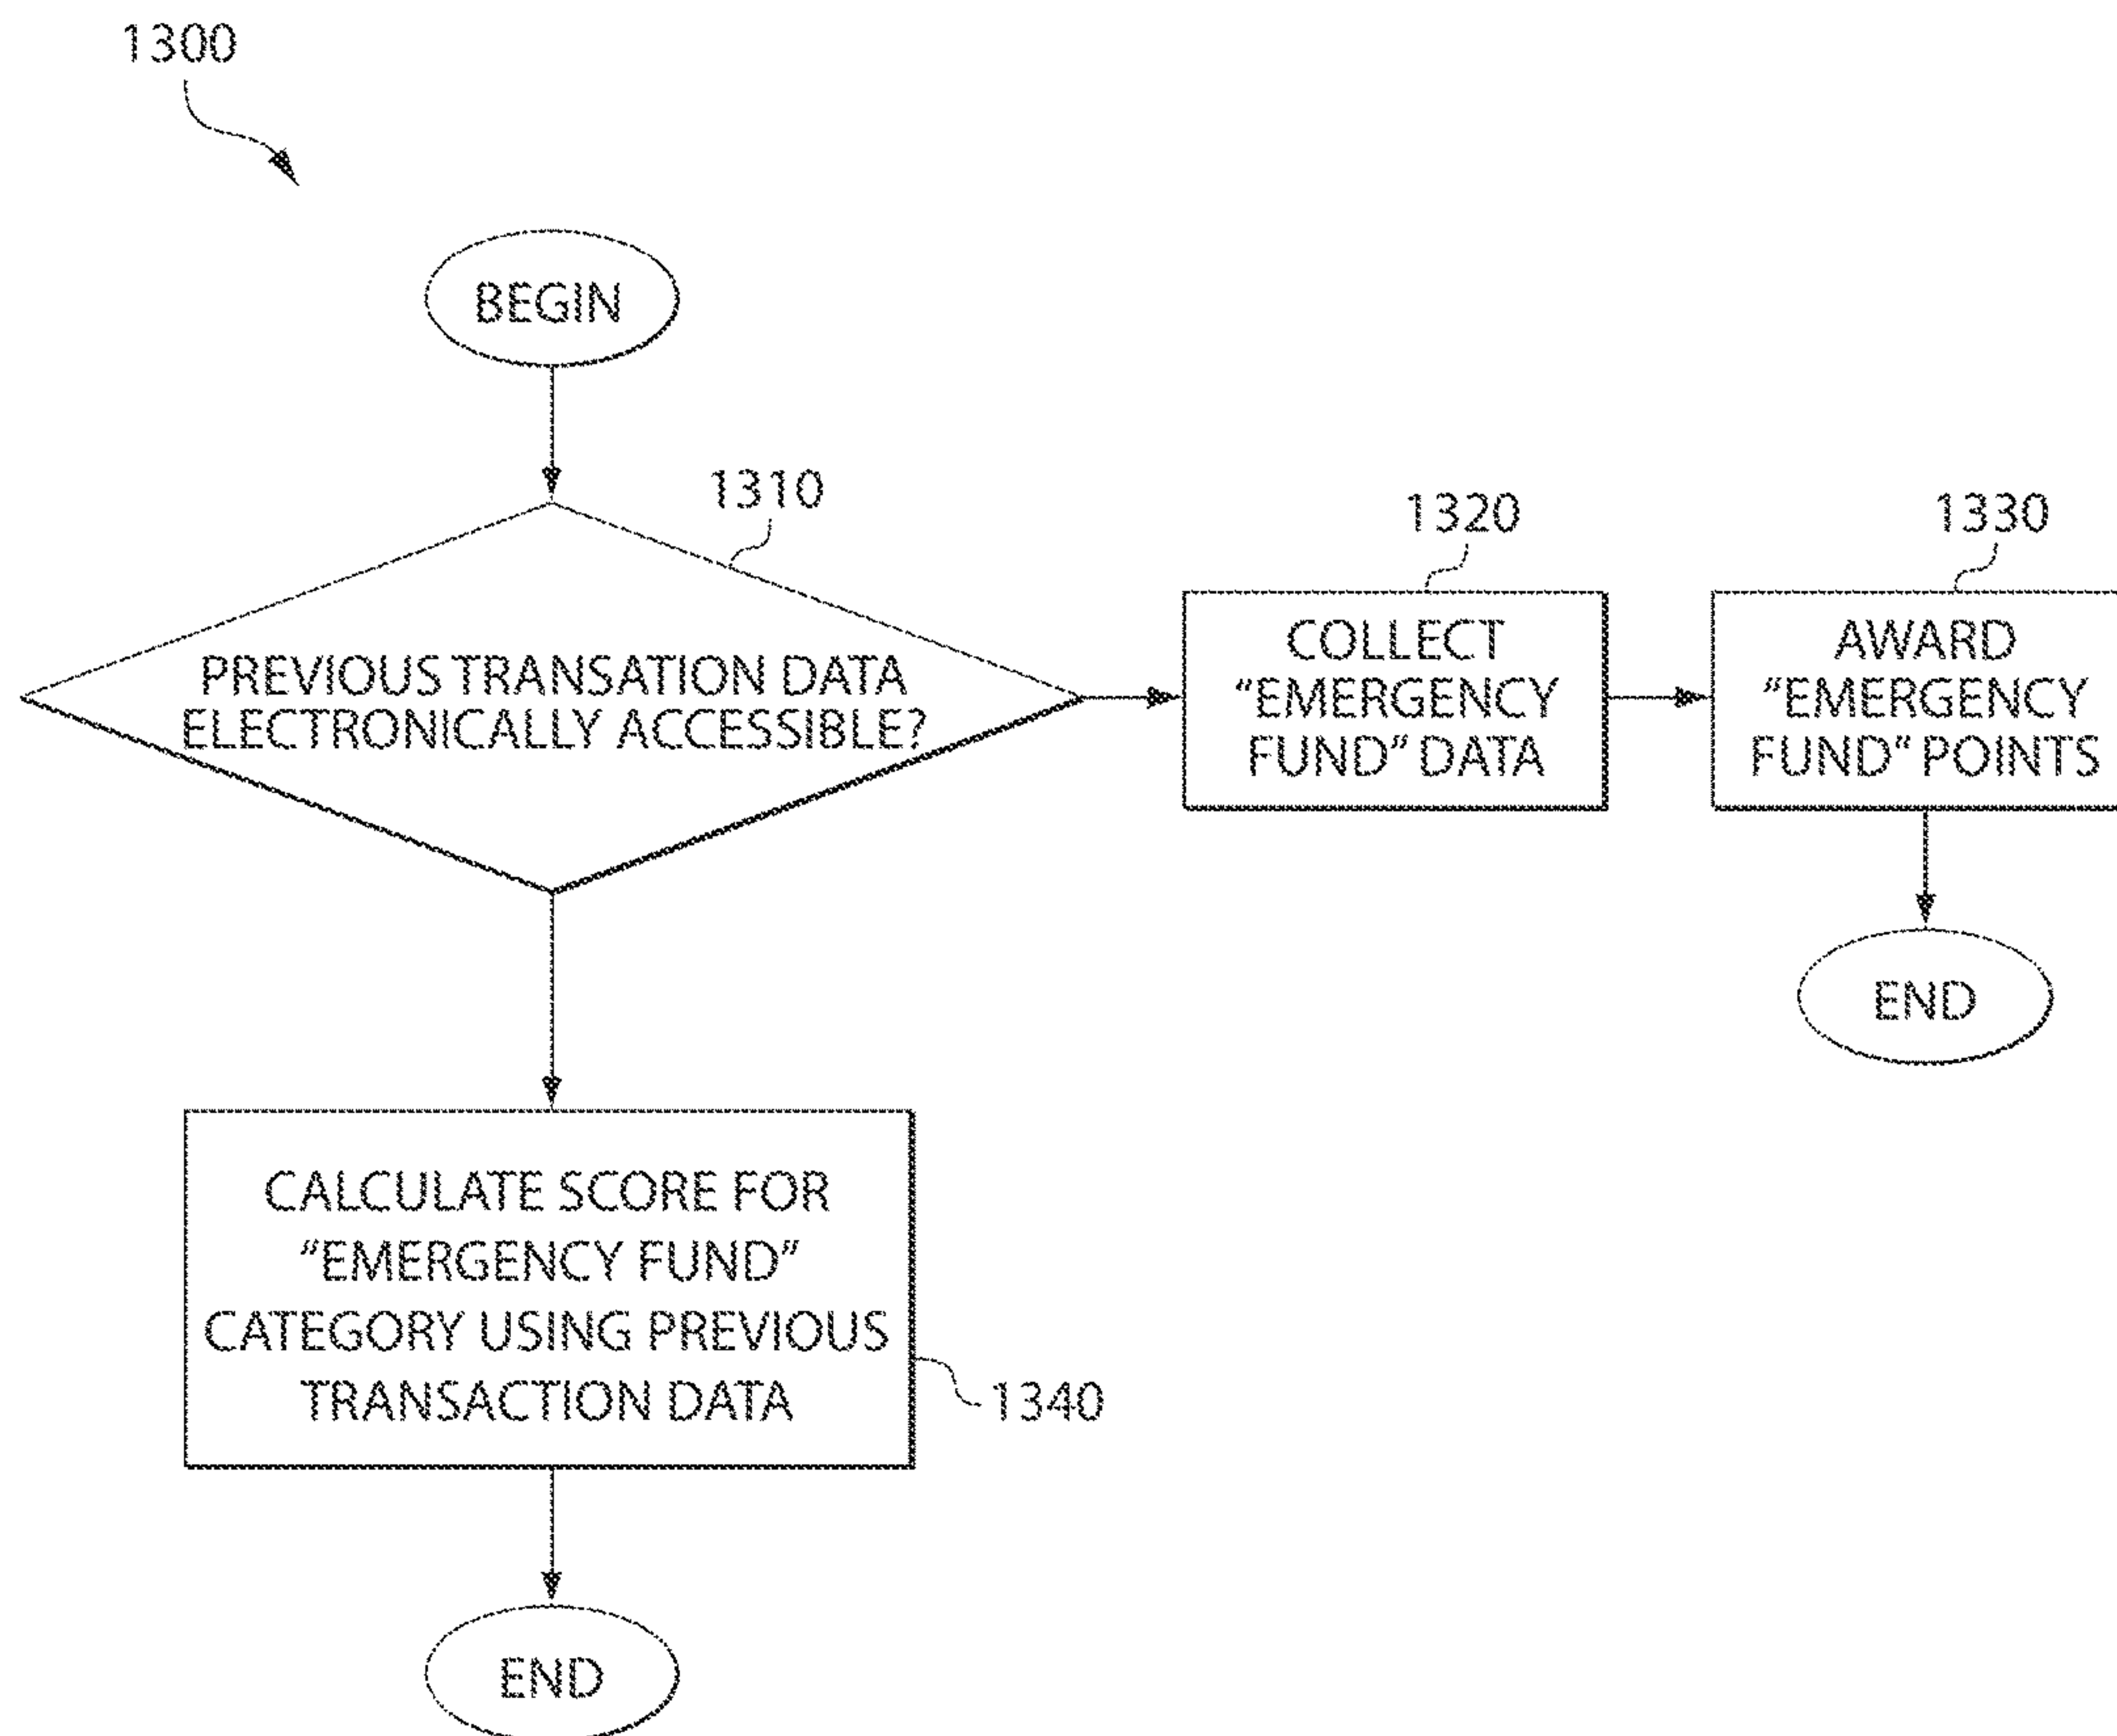 1300
BEGIN
1310
PREVIOUS TRANSATION DATA
ELECTRONICALLY ACCESSIBLE?
1320
COLLECT
“EMERGENCY
FUND” DATA
1330
AWARD
“EMERGENCY
FUND” POINTS
END
CALCULATE SCORE FOR
“EMERGENCY FUND”
CATEGORY USING PREVIOUS
TRANSACTION DATA
1340
END